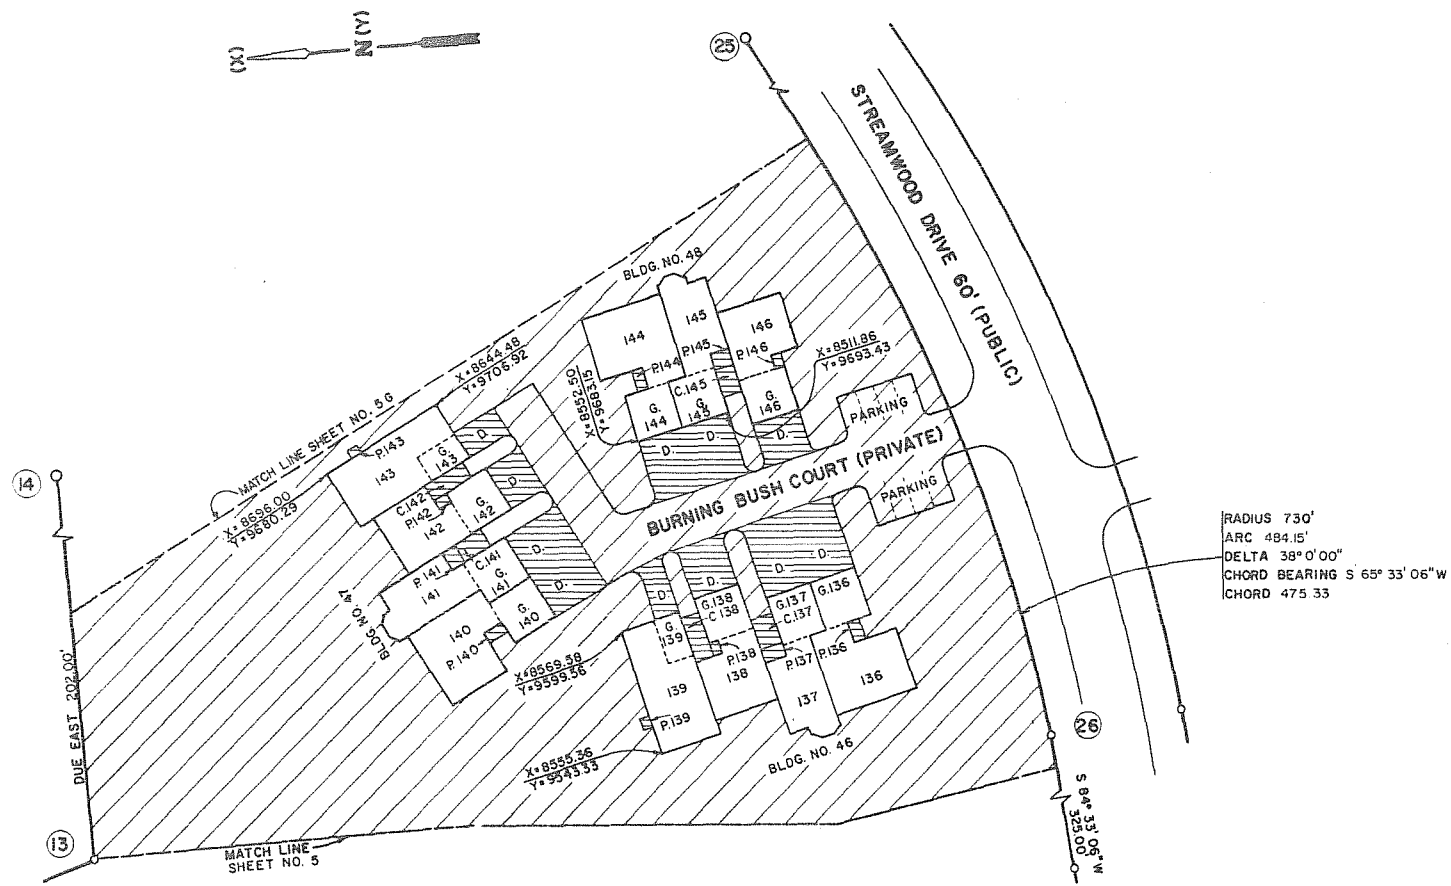 (X)
N (Y)
25
STREAMWOOD DRIVE 60' (PUBLIC)
BLDG. NO. 48
144
145
146
P.144
P.145
P.146
X=8511.86
Y=9693.43
X=8552.50
Y=9683.15
G.
144
C.145
G.
145
G.
146
D.
D.
PARKING
X=8644.48
Y=9706.92
MATCH LINE SHEET NO. 5G
X=8696.00
Y=9680.29
P.143
143
G.
143
D.
C.142
P.142
142
G.
142
D.
P.141
141
C.141
G.
141
D.
140
P.140
G.
140
D.
BLDG NO. 47
14
DUE EAST 202.00'
13
BURNING BUSH COURT (PRIVATE)
PARKING
D.
D.
D.
D.
G.
139
G.138
C 138
G.137
C.137
G.136
P.138
P.137
P.136
139
138
137
136
P.139
X=8569.58
Y=9599.56
X=8555.36
Y=9543.33
BLDG. NO. 46
RADIUS 730'
ARC 484.15'
DELTA 38° 0' 00"
CHORD BEARING S 65° 33' 06" W
CHORD 475.33
26
S 84° 33' 06" W
325.00'
MATCH LINE
SHEET NO. 5